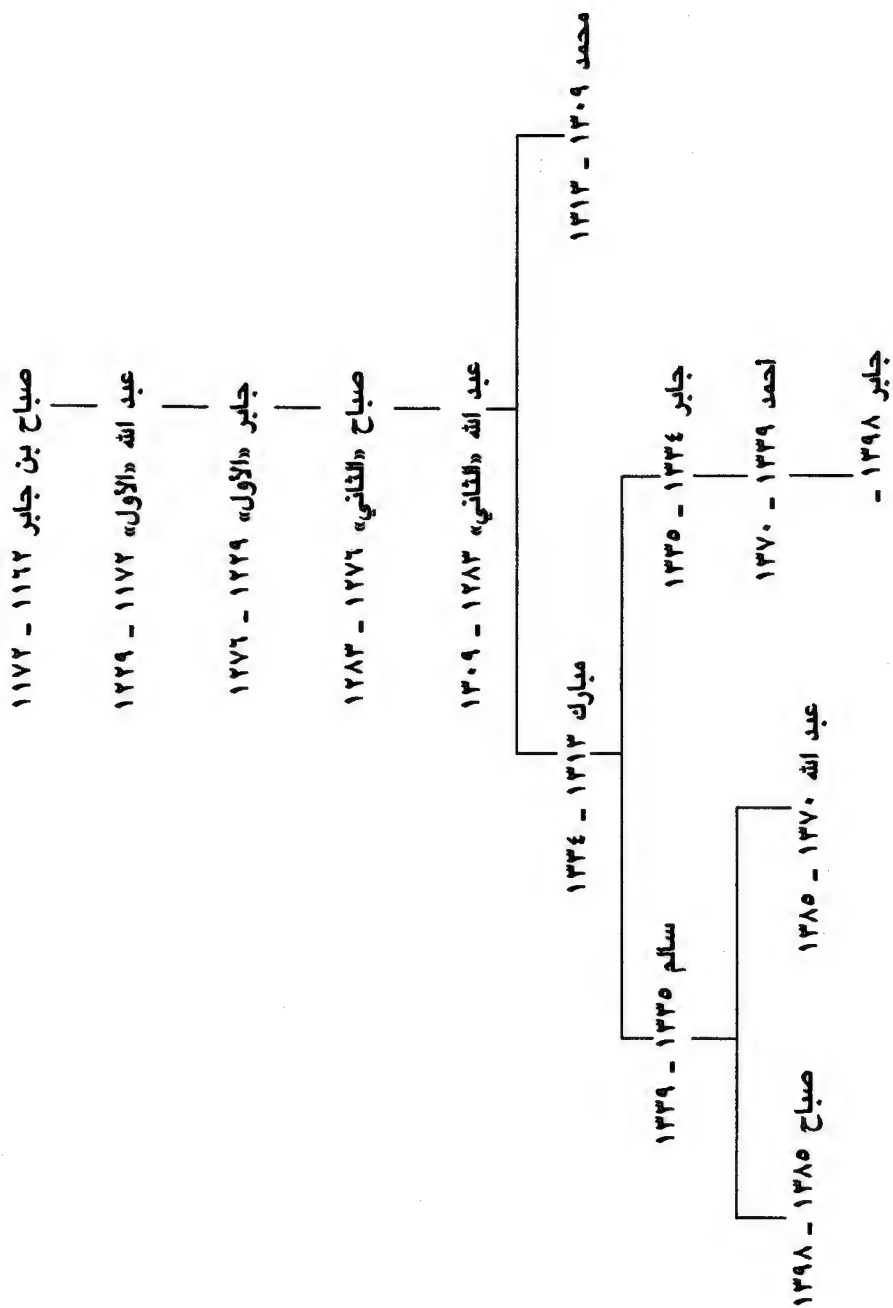 صباح بن جابر ١١٦٢ - ١١٧٢
عبد الله «الأول» ١١٧٢ - ١٢٢٩
جابر «الأول» ١٢٢٩ - ١٢٧٦
صباح «الثاني» ١٢٧٦ - ١٢٨٣
عبد الله «الثاني» ١٢٨٣ - ١٣٠٩
محمد ١٣٠٩ - ١٣١٣
مبارك ١٣١٣ - ١٣٣٤
جابر ١٣٣٤ - ١٣٣٥
سالم ١٣٣٥ - ١٣٣٩
أحمد ١٣٣٩ - ١٣٧٠
عبد الله ١٣٧٠ - ١٣٨٥
صباح ١٣٨٥ - ١٣٩٨
جابر ١٣٩٨ -